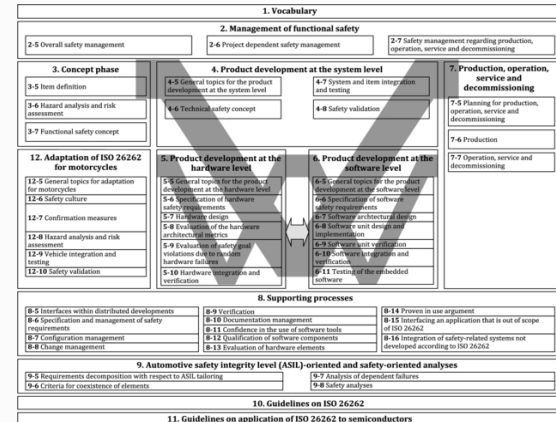 1. Vocabulary
2. Management of functional safety
2-5 Overall safety management
2-6 Project dependent safety management
2-7 Safety management regarding production,
operation, service and decommissioning
3. Concept phase
3-5 Item definition
3-6 Hazard analysis and risk
assessment
3-7 Functional safety concept
4. Product development at the system level
4-5 General topics for the product
development at the system level
4-6 Technical safety concept
4-7 System and item integration
and testing
4-8 Safety validation
7. Production, operation,
service and
decommissioning
7-5 Planning for production,
operation, service and
decommissioning
7-6 Production
7-7 Operation, service and
decommissioning
12. Adaptation of ISO 26262
for motorcycles
12-5 General topics for adaptation
for motorcycles
12-6 Safety culture
12-7 Confirmation measures
12-8 Hazard analysis and risk
assessment
12-9 Vehicle integration and
testing
12-10 Safety validation
5. Product development at the
hardware level
5-5 General topics for the product
development at the hardware level
5-6 Specification of hardware
safety requirements
5-7 Hardware design
5-8 Evaluation of the hardware
architectural metrics
5-9 Evaluation of safety goal
violations due to random
hardware failures
5-10 Hardware integration and
verification
6. Product development at the
software level
6-5 General topics for the product
development at the software level
6-6 Specification of software
safety requirements
6-7 Software architectural design
6-8 Software unit design and
implementation
6-9 Software unit verification
6-10 Software integration and
verification
6-11 Testing of the embedded
software
8. Supporting processes
8-5 Interfaces within distributed developments
8-6 Specification and management of safety
requirements
8-7 Configuration management
8-8 Change management
8-9 Verification
8-10 Documentation management
8-11 Confidence in the use of software tools
8-12 Qualification of software components
8-13 Evaluation of hardware elements
8-14 Proven in use argument
8-15 Interfacing an application that is out of scope
of ISO 26262
8-16 Integration of safety-related systems not
developed according to ISO 26262
9. Automotive safety integrity level (ASIL)-oriented and safety-oriented analyses
9-5 Requirements decomposition with respect to ASIL tailoring
9-6 Criteria for coexistence of elements
9-7 Analysis of dependent failures
9-8 Safety analyses
10. Guidelines on ISO 26262
11. Guidelines on application of ISO 26262 to semiconductors